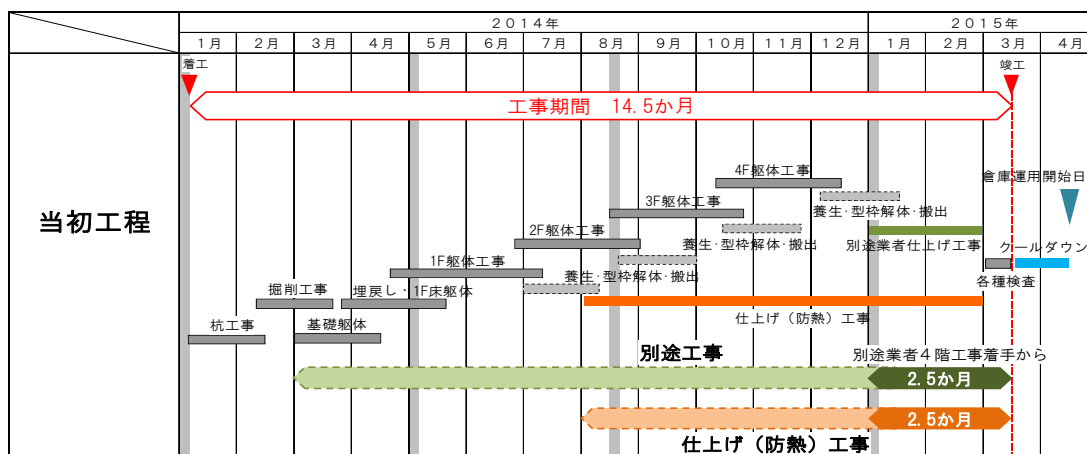 ２０１４年
２０１５年
１月
２月
３月
４月
５月
６月
７月
８月
９月
１０月
１１月
１２月
１月
２月
３月
４月
着工
竣工
工事期間　14.5か月
当初工程
4F躯体工事
倉庫運用開始日
3F躯体工事
養生･型枠解体･搬出
2F躯体工事
養生･型枠解体･搬出
別途業者仕上げ工事
クールダウン
1F躯体工事
養生･型枠解体･搬出
各種検査
掘削工事
埋戻し・1F床躯体
仕上げ（防熱）工事
杭工事
基礎躯体
別途工事
別途業者４階工事着手から
2.5か月
2.5か月
仕上げ（防熱）工事